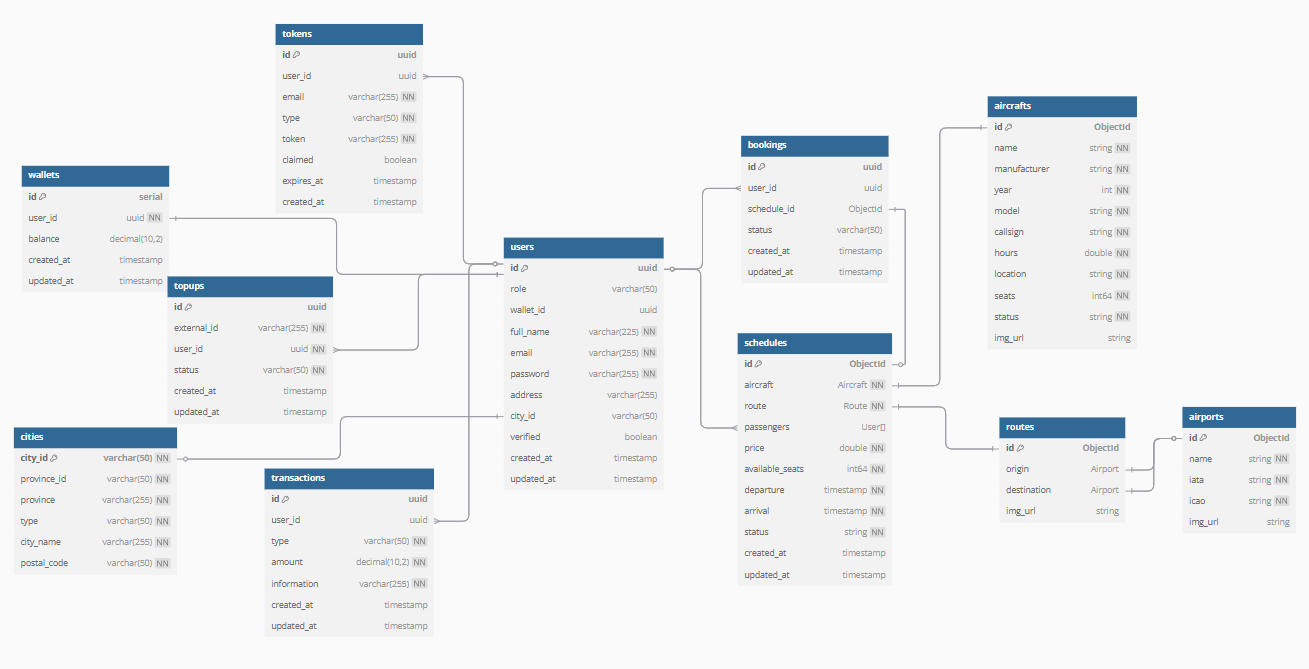 tokens
id uuid
user_id uuid
email varchar(255) NN
type varchar(50) NN
token varchar(255) NN
claimed boolean
expires_at timestamp
created_at timestamp
wallets
id serial
user_id uuid NN
balance decimal(10,2)
created_at timestamp
updated_at timestamp
topups
id uuid
external_id varchar(255) NN
user_id uuid NN
status varchar(50) NN
created_at timestamp
updated_at timestamp
cities
city_id varchar(50) NN
province_id varchar(50) NN
province varchar(255) NN
type varchar(50) NN
city_name varchar(255) NN
postal_code varchar(50) NN
transactions
id uuid
user_id uuid
type varchar(50) NN
amount decimal(10,2) NN
information varchar(255) NN
created_at timestamp
updated_at timestamp
users
id uuid
role varchar(50)
wallet_id uuid
full_name varchar(225) NN
email varchar(255) NN
password varchar(255) NN
address varchar(255)
city_id varchar(50)
verified boolean
created_at timestamp
updated_at timestamp
bookings
id uuid
user_id uuid
schedule_id ObjectId
status varchar(50)
created_at timestamp
updated_at timestamp
schedules
id ObjectId
aircraft Aircraft NN
route Route NN
passengers User[]
price double NN
available_seats int64 NN
departure timestamp NN
arrival timestamp NN
status string NN
created_at timestamp
updated_at timestamp
aircrafts
id ObjectId
name string NN
manufacturer string NN
year int NN
model string NN
callsign string NN
hours double NN
location string NN
seats int64 NN
status string NN
img_url string
routes
id ObjectId
origin Airport
destination Airport
img_url string
airports
id ObjectId
name string NN
iata string NN
icao string NN
img_url string